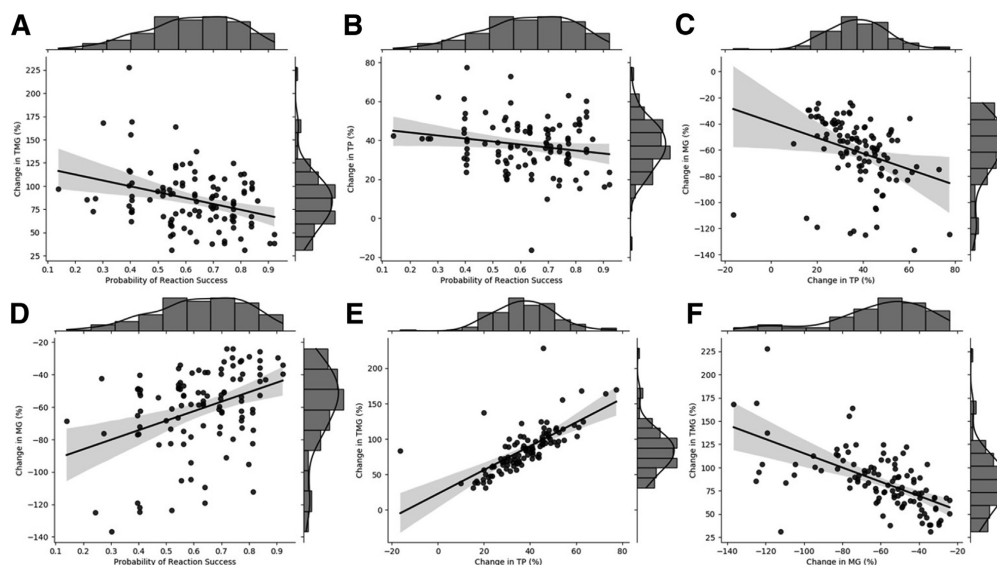 A
B
C
225
200
175
150
125
100
75
50
25
Change in TMG (%)
0.1 0.2 0.3 0.4 0.5 0.6 0.7 0.8 0.9
Probability of Reaction Success
80
60
40
20
0
−20
Change in TP (%)
0.1 0.2 0.3 0.4 0.5 0.6 0.7 0.8 0.9
Probability of Reaction Success
0
−20
−40
−60
−80
−100
−120
−140
Change in MG (%)
−20 0 20 40 60 80
Change in TP (%)
D
E
F
−20
−40
−60
−80
−100
−120
−140
Change in MG (%)
0.1 0.2 0.3 0.4 0.5 0.6 0.7 0.8 0.9
Probability of Reaction Success
200
150
100
50
0
Change in TMG (%)
−20 0 20 40 60 80
Change in TP (%)
225
200
175
150
125
100
75
50
25
Change in TMG (%)
−140 −120 −100 −80 −60 −40 −20
Change in MG (%)